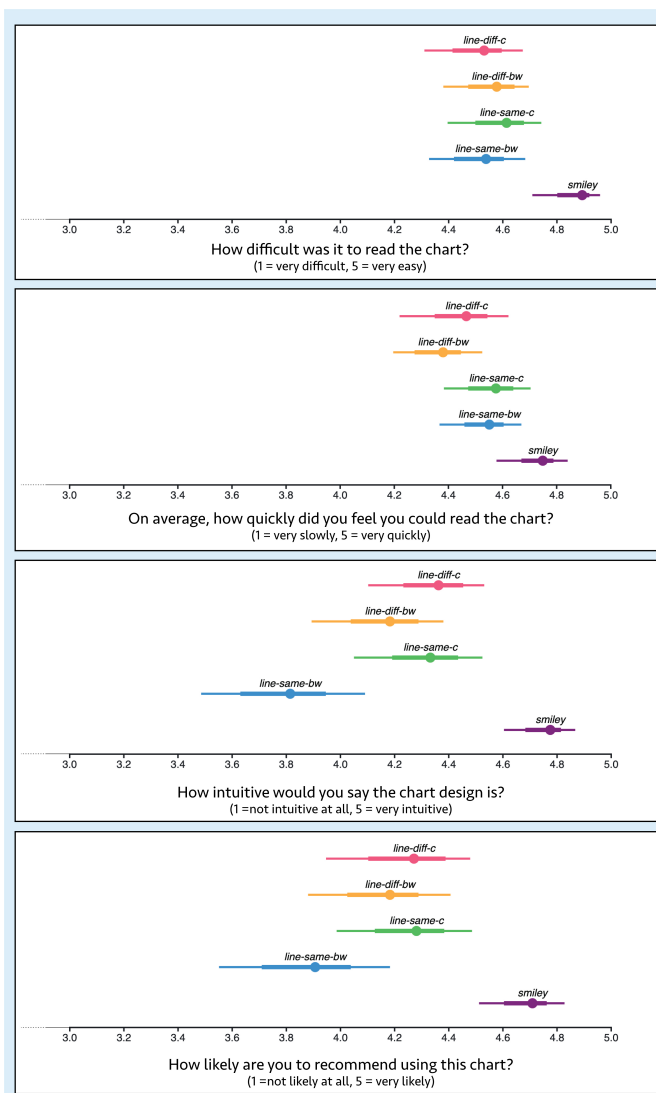 line-diff-c
line-diff-bw
line-same-c
line-same-bw
smiley
3.0 3.2 3.4 3.6 3.8 4.0 4.2 4.4 4.6 4.8 5.0
How difficult was it to read the chart?
(1 = very difficult, 5 = very easy)
line-diff-c
line-diff-bw
line-same-c
line-same-bw
smiley
3.0 3.2 3.4 3.6 3.8 4.0 4.2 4.4 4.6 4.8 5.0
On average, how quickly did you feel you could read the chart?
(1 = very slowly, 5 = very quickly)
line-diff-c
line-diff-bw
line-same-c
line-same-bw
smiley
3.0 3.2 3.4 3.6 3.8 4.0 4.2 4.4 4.6 4.8 5.0
How intuitive would you say the chart design is?
(1 =not intuitive at all, 5 = very intuitive)
line-diff-c
line-diff-bw
line-same-c
line-same-bw
smiley
3.0 3.2 3.4 3.6 3.8 4.0 4.2 4.4 4.6 4.8 5.0
How likely are you to recommend using this chart?
(1 =not likely at all, 5 = very likely)